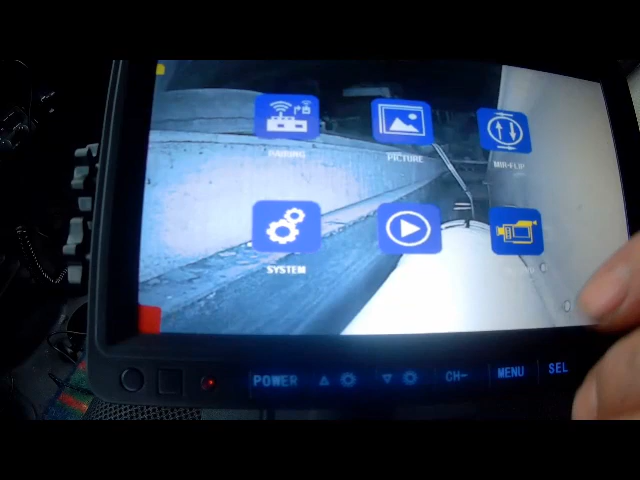 PAIRING
PICTURE
MIR-FLIP
SYSTEM
POWER
CH-
MENU
SEL